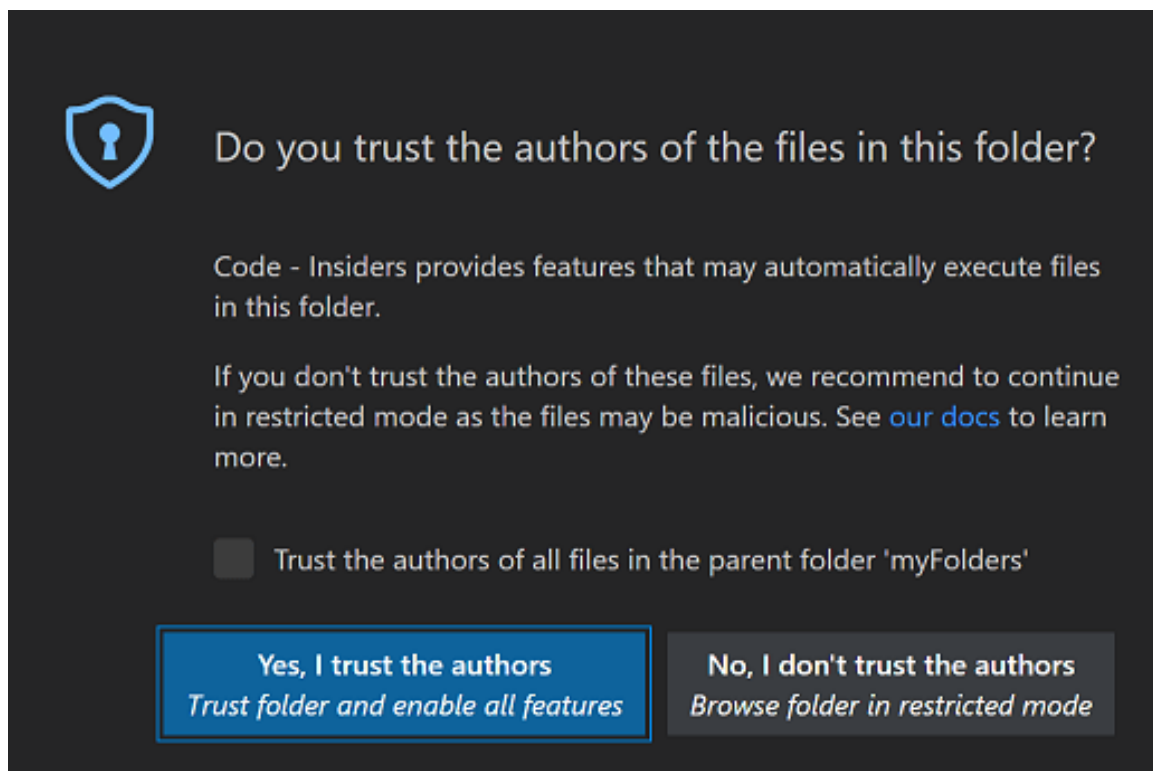 Do you trust the authors of the files in this folder?
Code - Insiders provides features that may automatically execute files
in this folder.
If you don't trust the authors of these files, we recommend to continue
in restricted mode as the files may be malicious. See our docs to learn
more.
Trust the authors of all files in the parent folder 'myFolders'
Yes, I trust the authors
Trust folder and enable all features
No, I don't trust the authors
Browse folder in restricted mode